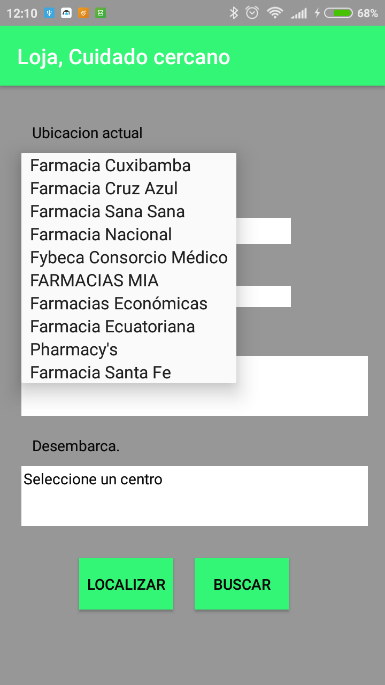 12:10
68%
Loja, Cuidado cercano
Ubicacion actual
Farmacia Cuxibamba
Farmacia Cruz Azul
Farmacia Sana Sana
Farmacia Nacional
Fybeca Consorcio Médico
FARMACIAS MIA
Farmacias Económicas
Farmacia Ecuatoriana
Pharmacy's
Farmacia Santa Fe
Desembarca.
Seleccione un centro
LOCALIZAR
BUSCAR